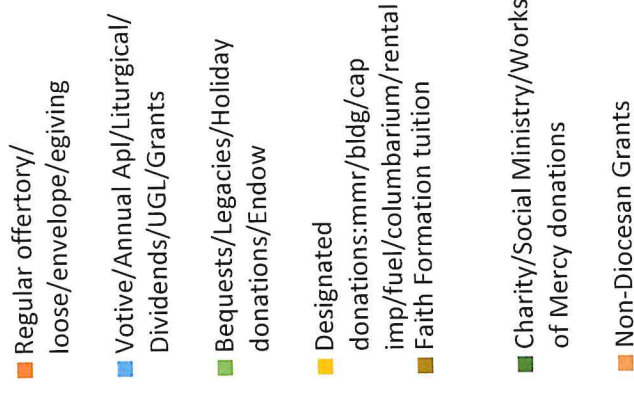 Regular offertory/
loose/envelope/egiving
Votive/Annual Apl/Liturgical/
Dividends/UGL/Grants
Bequests/Legacies/Holiday
donations/Endow
Designated
donations:mmr/bldg/cap
imp/fuel/columbarium/rental
Faith Formation tuition
Charity/Social Ministry/Works
of Mercy donations
Non-Diocesan Grants